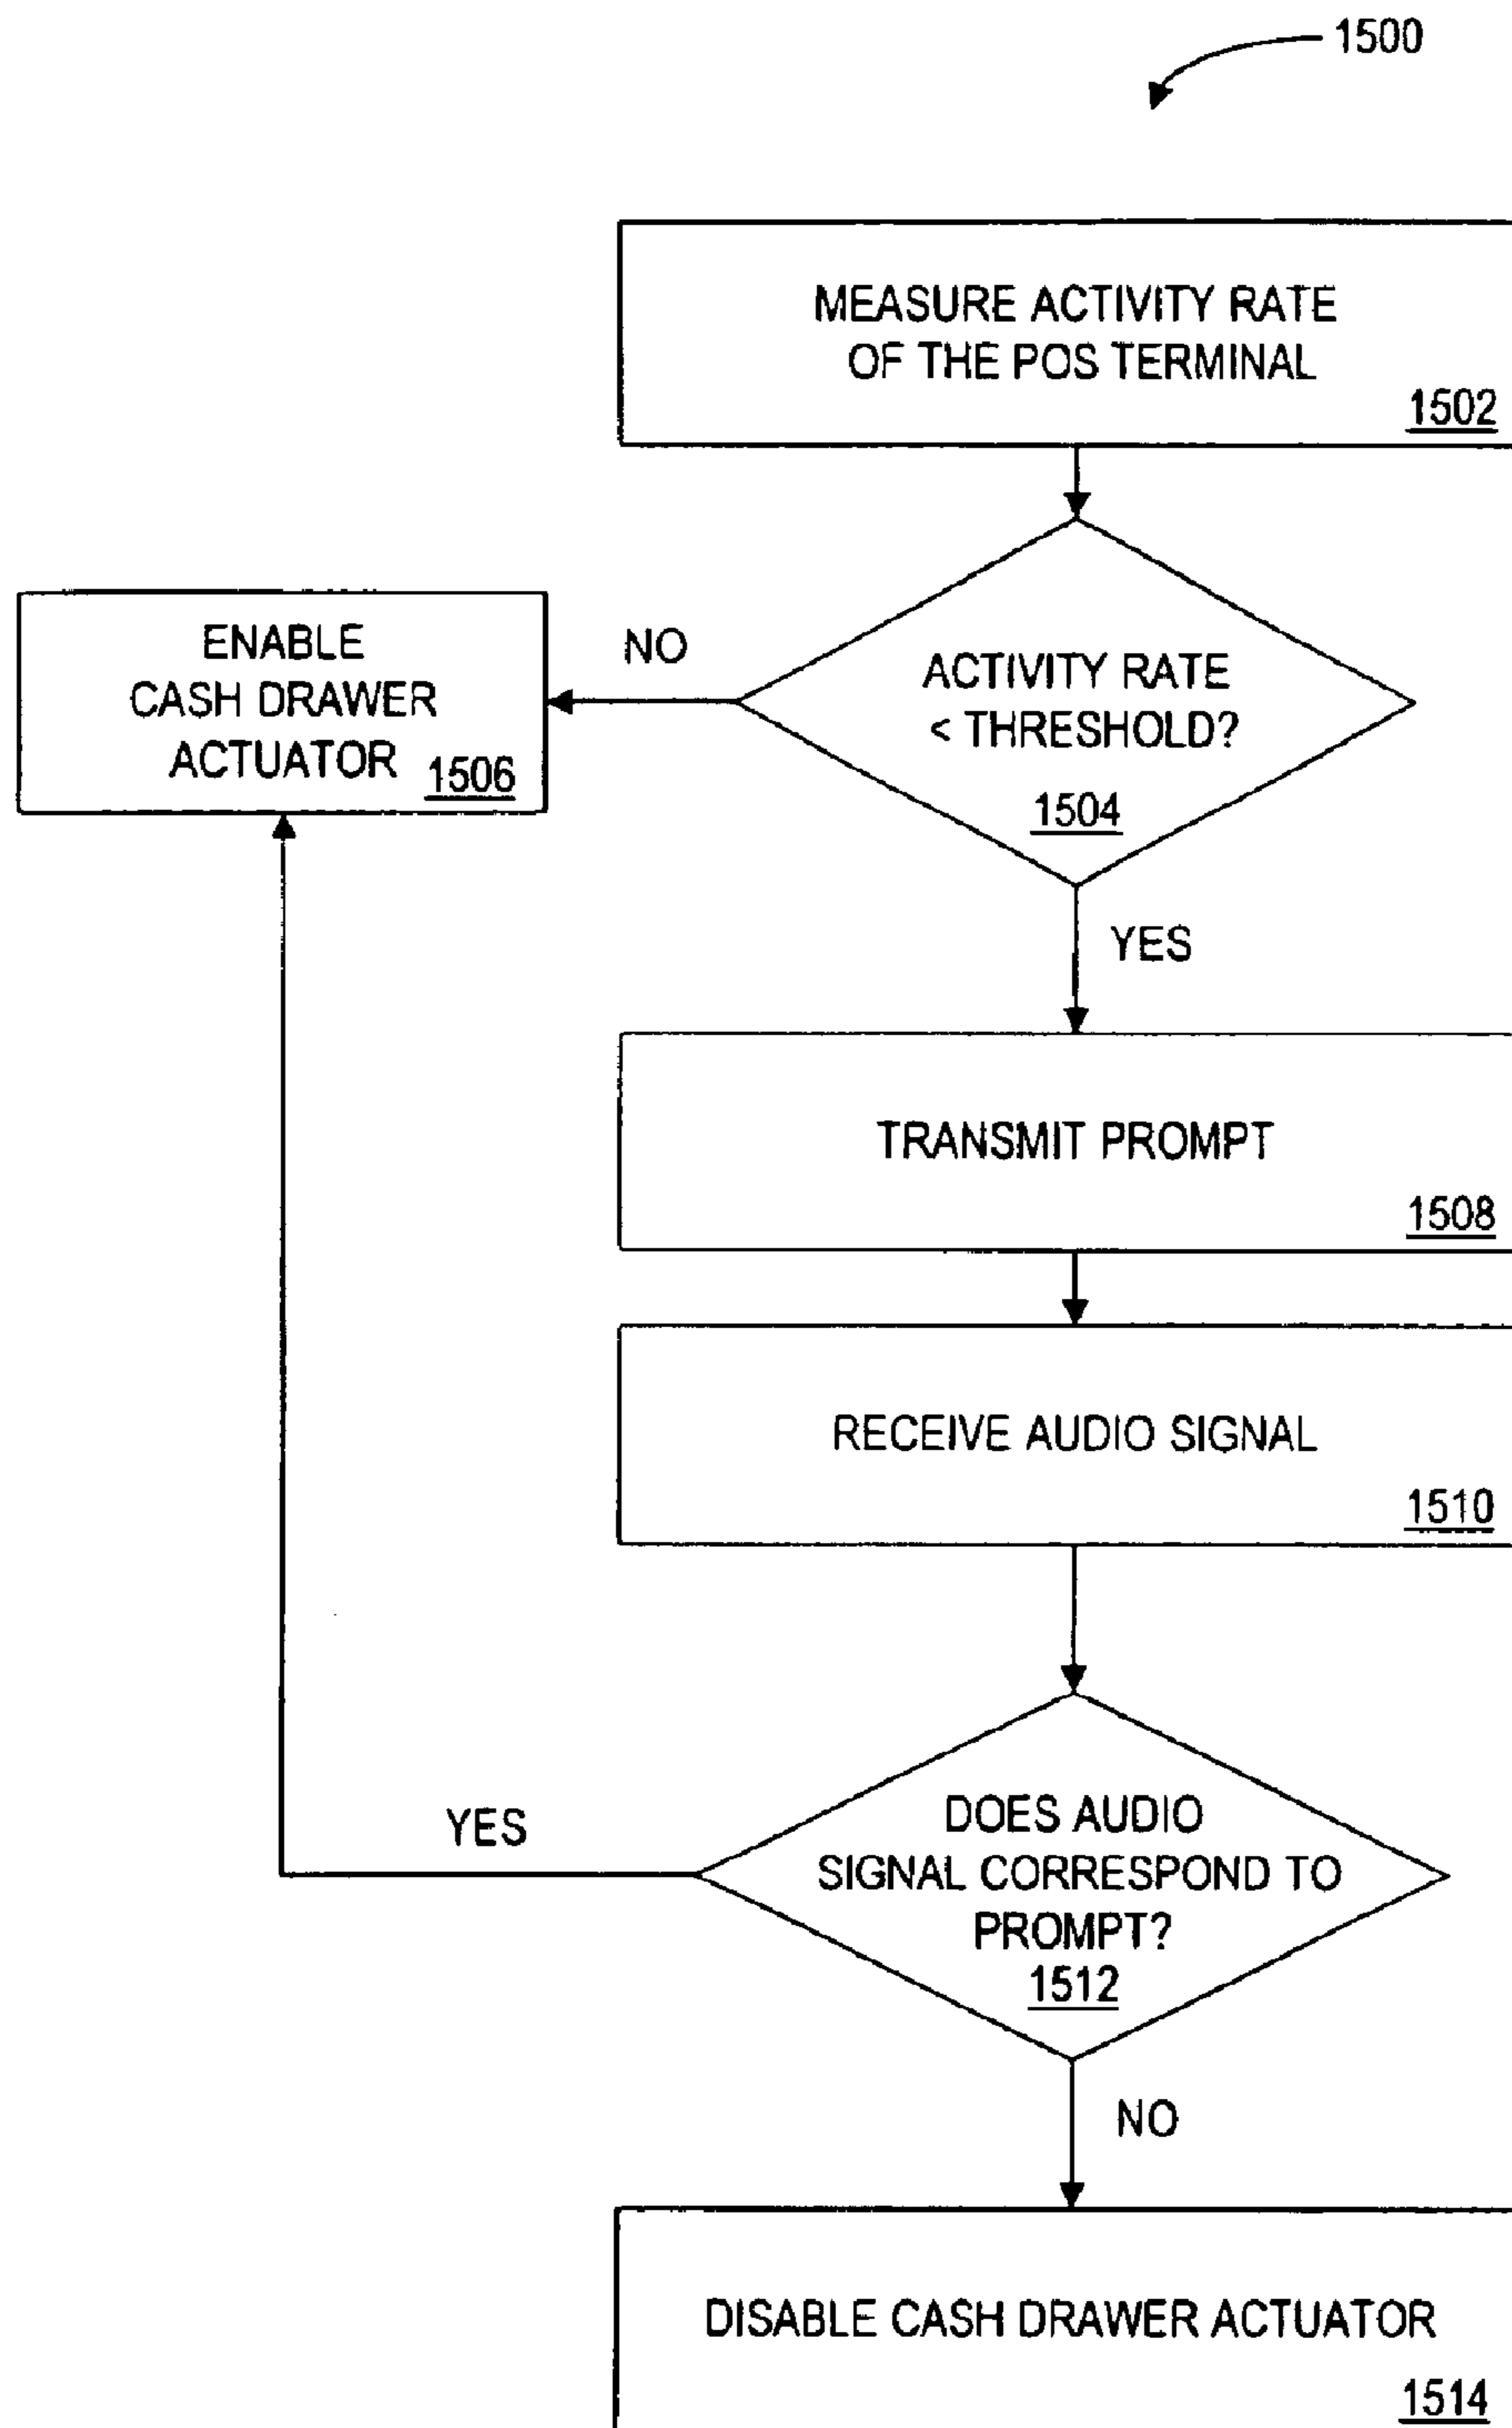 1500
MEASURE ACTIVITY RATE
OF THE POS TERMINAL
1502
ACTIVITY RATE
< THRESHOLD?
1504
NO
ENABLE
CASH DRAWER
ACTUATOR
1506
YES
TRANSMIT PROMPT
1508
RECEIVE AUDIO SIGNAL
1510
DOES AUDIO
SIGNAL CORRESPOND TO
PROMPT?
1512
YES
NO
DISABLE CASH DRAWER ACTUATOR
1514